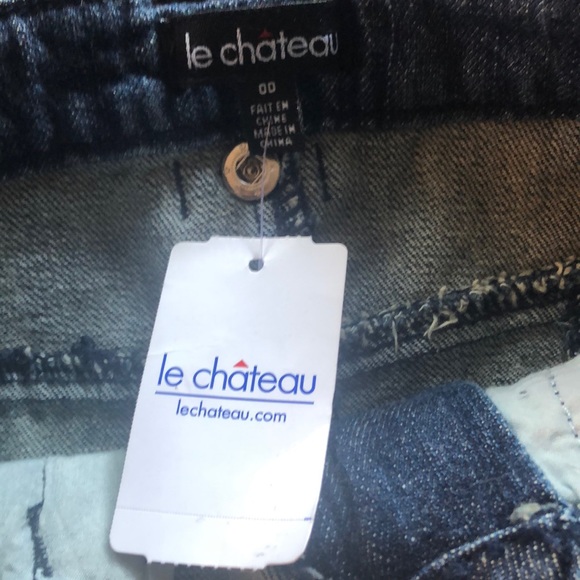 le château
00
FAIT EN
CHINE
MADE IN
CHINA
le château
lechateau.com